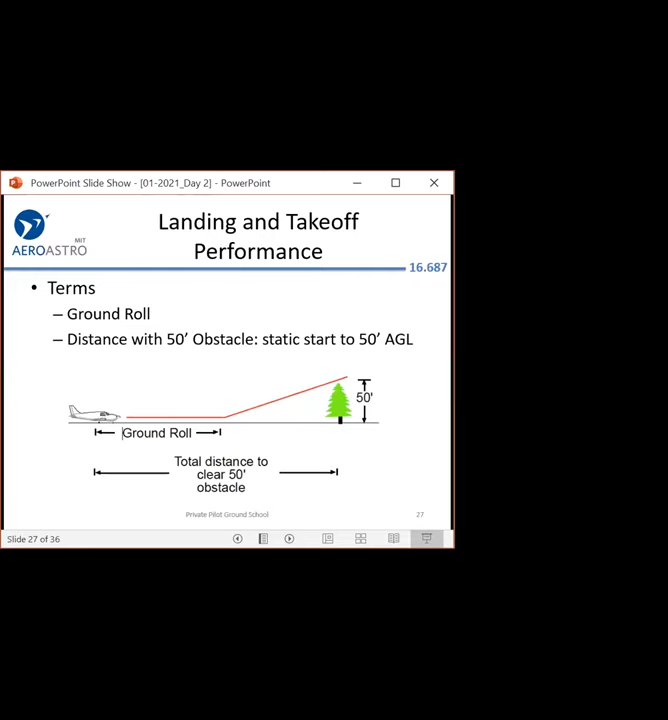 PowerPoint Slide Show - [01-2021_Day 2] - PowerPoint
MIT
AEROASTRO
Landing and Takeoff
Performance
16.687
• Terms
– Ground Roll
– Distance with 50’ Obstacle: static start to 50’ AGL
50'
Ground Roll
Total distance to
clear 50'
obstacle
Private Pilot Ground School
27
Slide 27 of 36